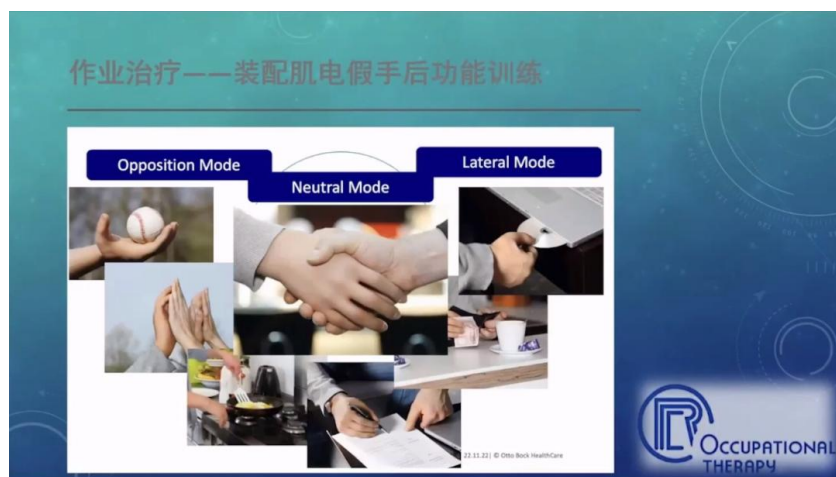 作业治疗——装配肌电假手后功能训练
Opposition Mode
Neutral Mode
Lateral Mode
22.11.22| © Otto Bock HealthCare
OCCUPATIONAL
THERAPY